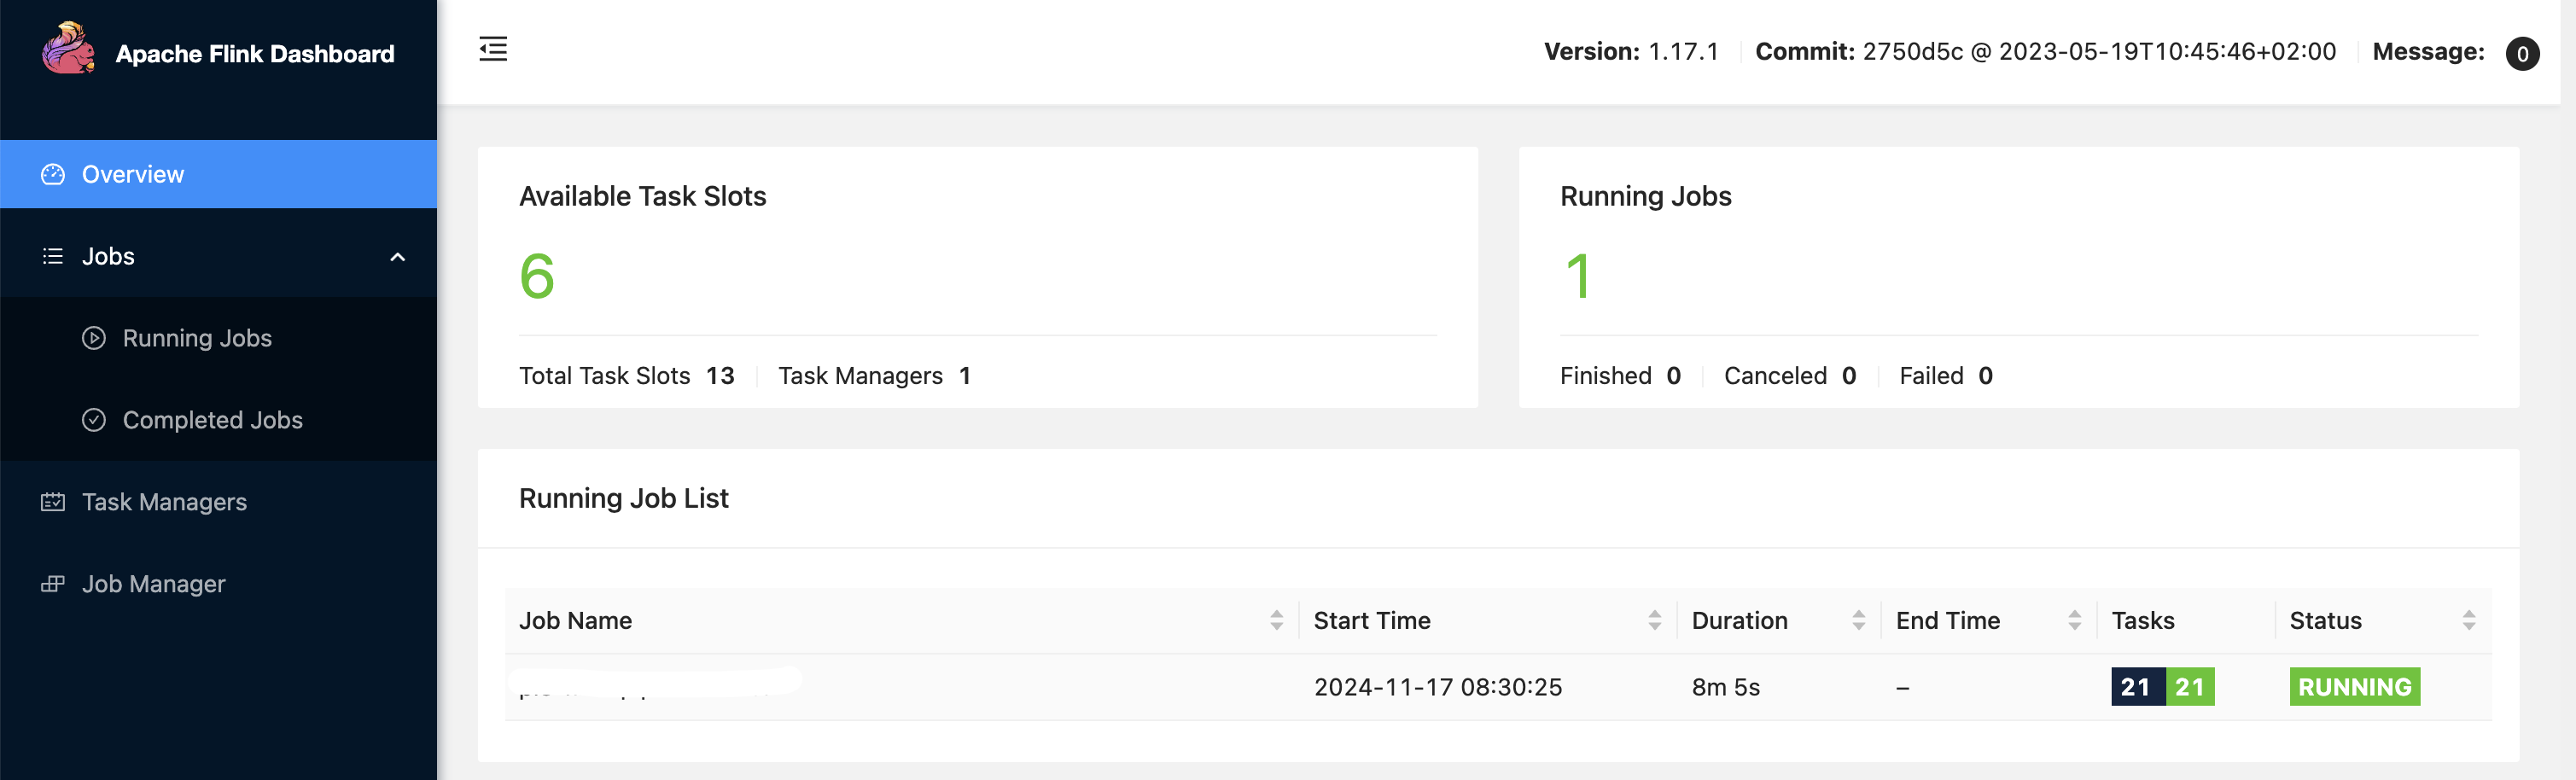 Apache Flink Dashboard
Version: 1.17.1 Commit: 2750d5c @ 2023-05-19T10:45:46+02:00 Message: 0
Overview
Jobs
Running Jobs
Completed Jobs
Task Managers
Job Manager
Available Task Slots
6
Total Task Slots 13 Task Managers 1
Running Jobs
1
Finished 0 Canceled 0 Failed 0
Running Job List
Job Name Start Time Duration End Time Tasks Status
2024-11-17 08:30:25 8m 5s – 21 21 RUNNING